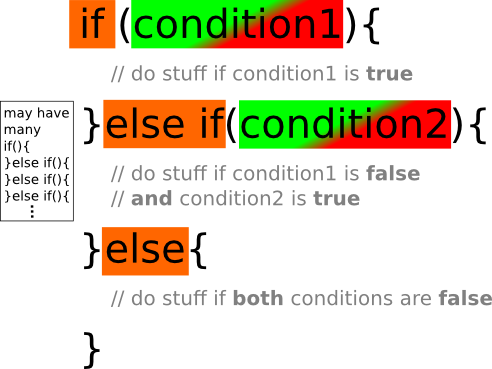 if (condition1){
// do stuff if condition1 is true
}else if(condition2){
// do stuff if condition1 is false
// and condition2 is true
}else{
// do stuff if both conditions are false
}
may have
many
if(){
}else if(){
}else if(){
}else if(){
⋮